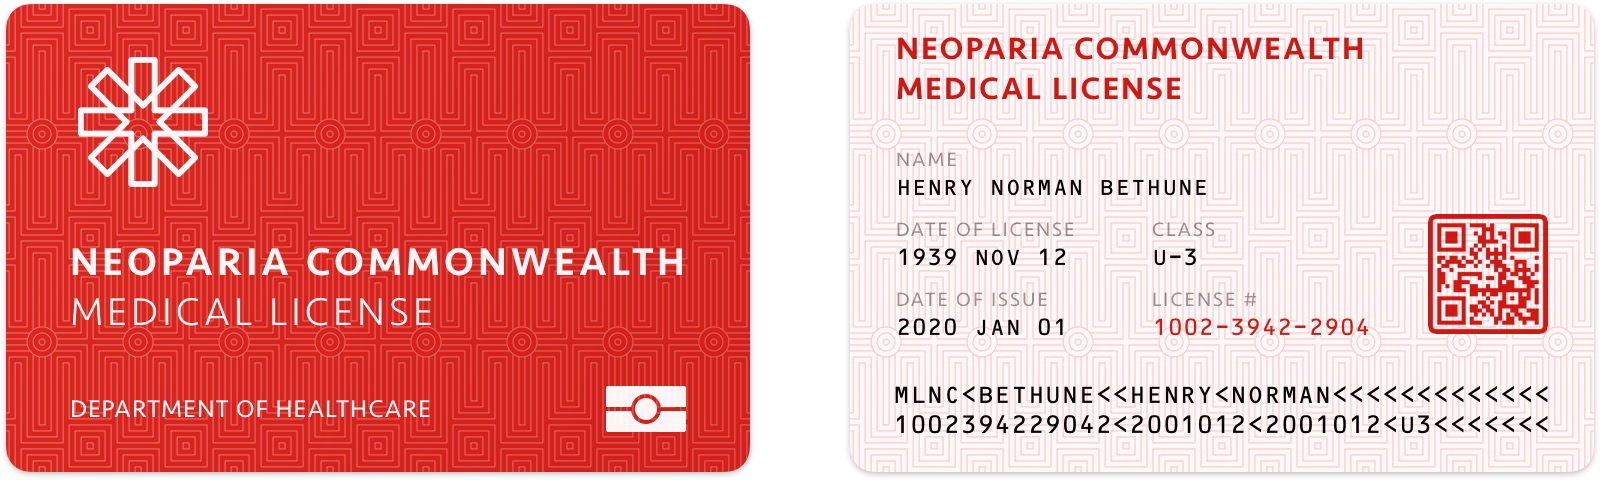 NEOPARIA COMMONWEALTH
MEDICAL LICENSE
DEPARTMENT OF HEALTHCARE
NEOPARIA COMMONWEALTH
MEDICAL LICENSE
NAME
HENRY NORMAN BETHUNE
DATE OF LICENSE CLASS
1939 NOV 12 U-3
DATE OF ISSUE LICENSE #
2020 JAN 01 1002-3942-2904
MLNC<BETHUNE<<HENRY<NORMAN<<<<<<<<<<<<<<
1002394229042<2001012<2001012<U3<<<<<<<